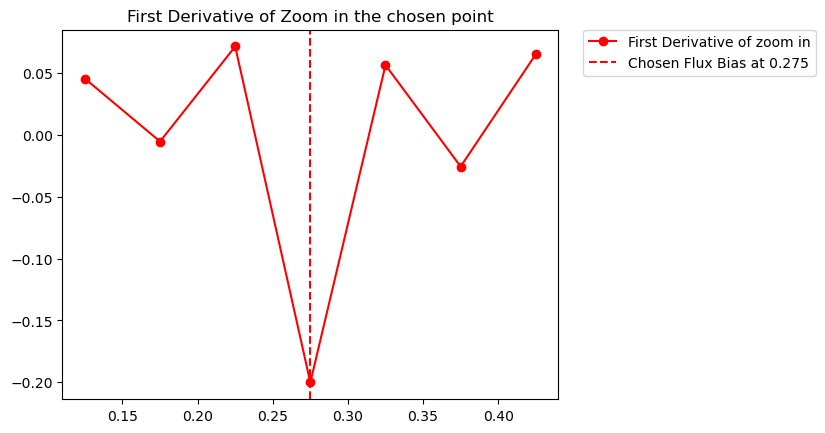 First Derivative of Zoom in the chosen point
First Derivative of zoom in
Chosen Flux Bias at 0.275
0.05
0.00
−0.05
−0.10
−0.15
−0.20
0.15 0.20 0.25 0.30 0.35 0.40